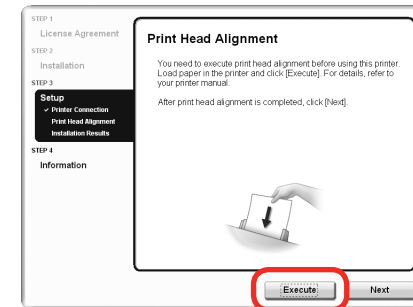 STEP 1
License Agreement
STEP 2
Installation
STEP 3
Setup
✓ Printer Connection
Print Head Alignment
Installation Results
STEP 4
Information
Print Head Alignment
You need to execute print head alignment before using this printer.
Load paper in the printer and click [Execute]. For details, refer to
your printer manual.
After print head alignment is completed, click [Next].
Execute
Next